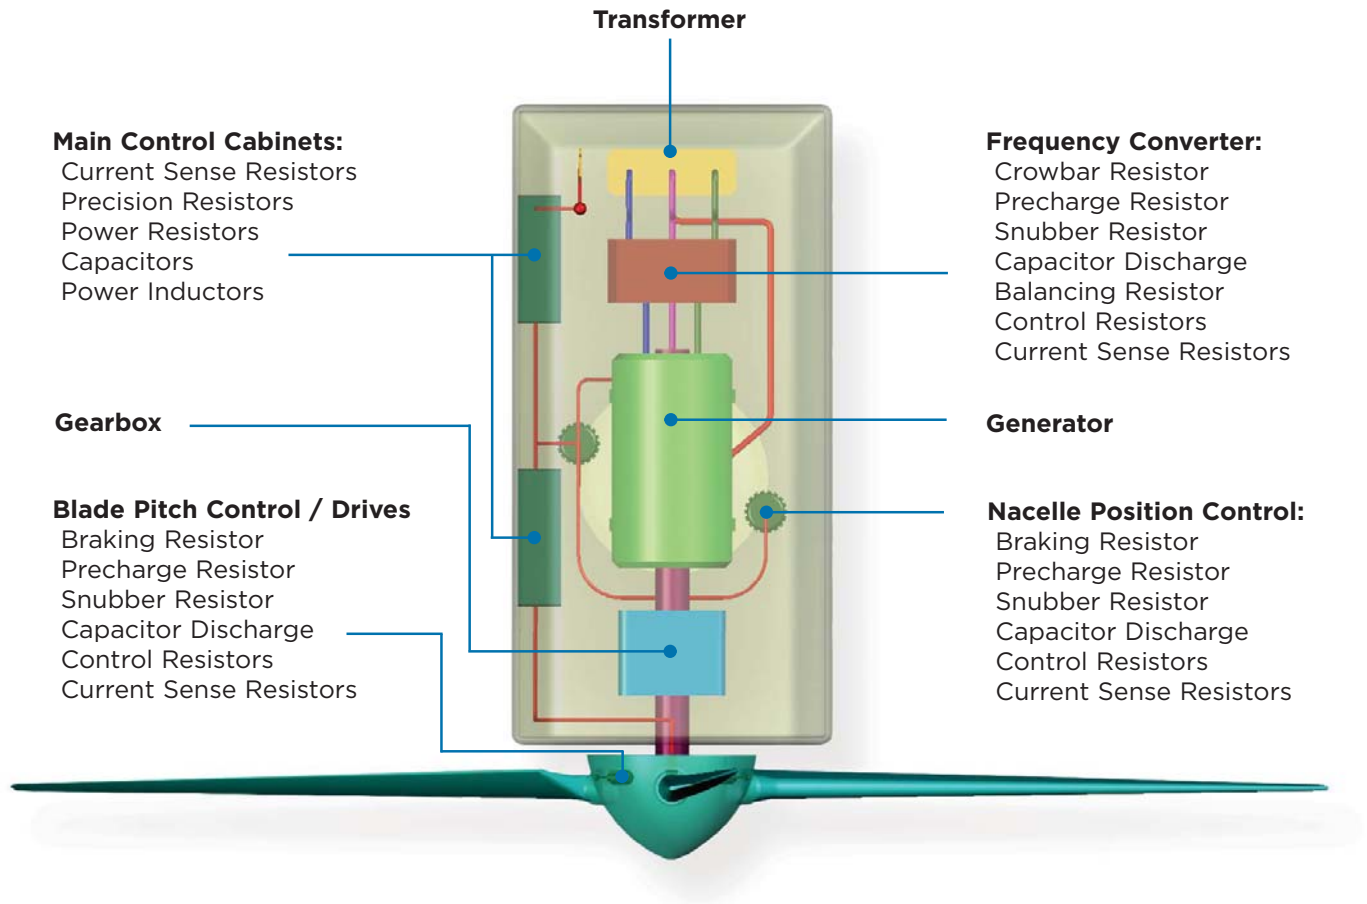 Transformer
Main Control Cabinets:
Current Sense Resistors
Precision Resistors
Power Resistors
Capacitors
Power Inductors
Gearbox
Blade Pitch Control / Drives
Braking Resistor
Precharge Resistor
Snubber Resistor
Capacitor Discharge
Control Resistors
Current Sense Resistors
Frequency Converter:
Crowbar Resistor
Precharge Resistor
Snubber Resistor
Capacitor Discharge
Balancing Resistor
Control Resistors
Current Sense Resistors
Generator
Nacelle Position Control:
Braking Resistor
Precharge Resistor
Snubber Resistor
Capacitor Discharge
Control Resistors
Current Sense Resistors